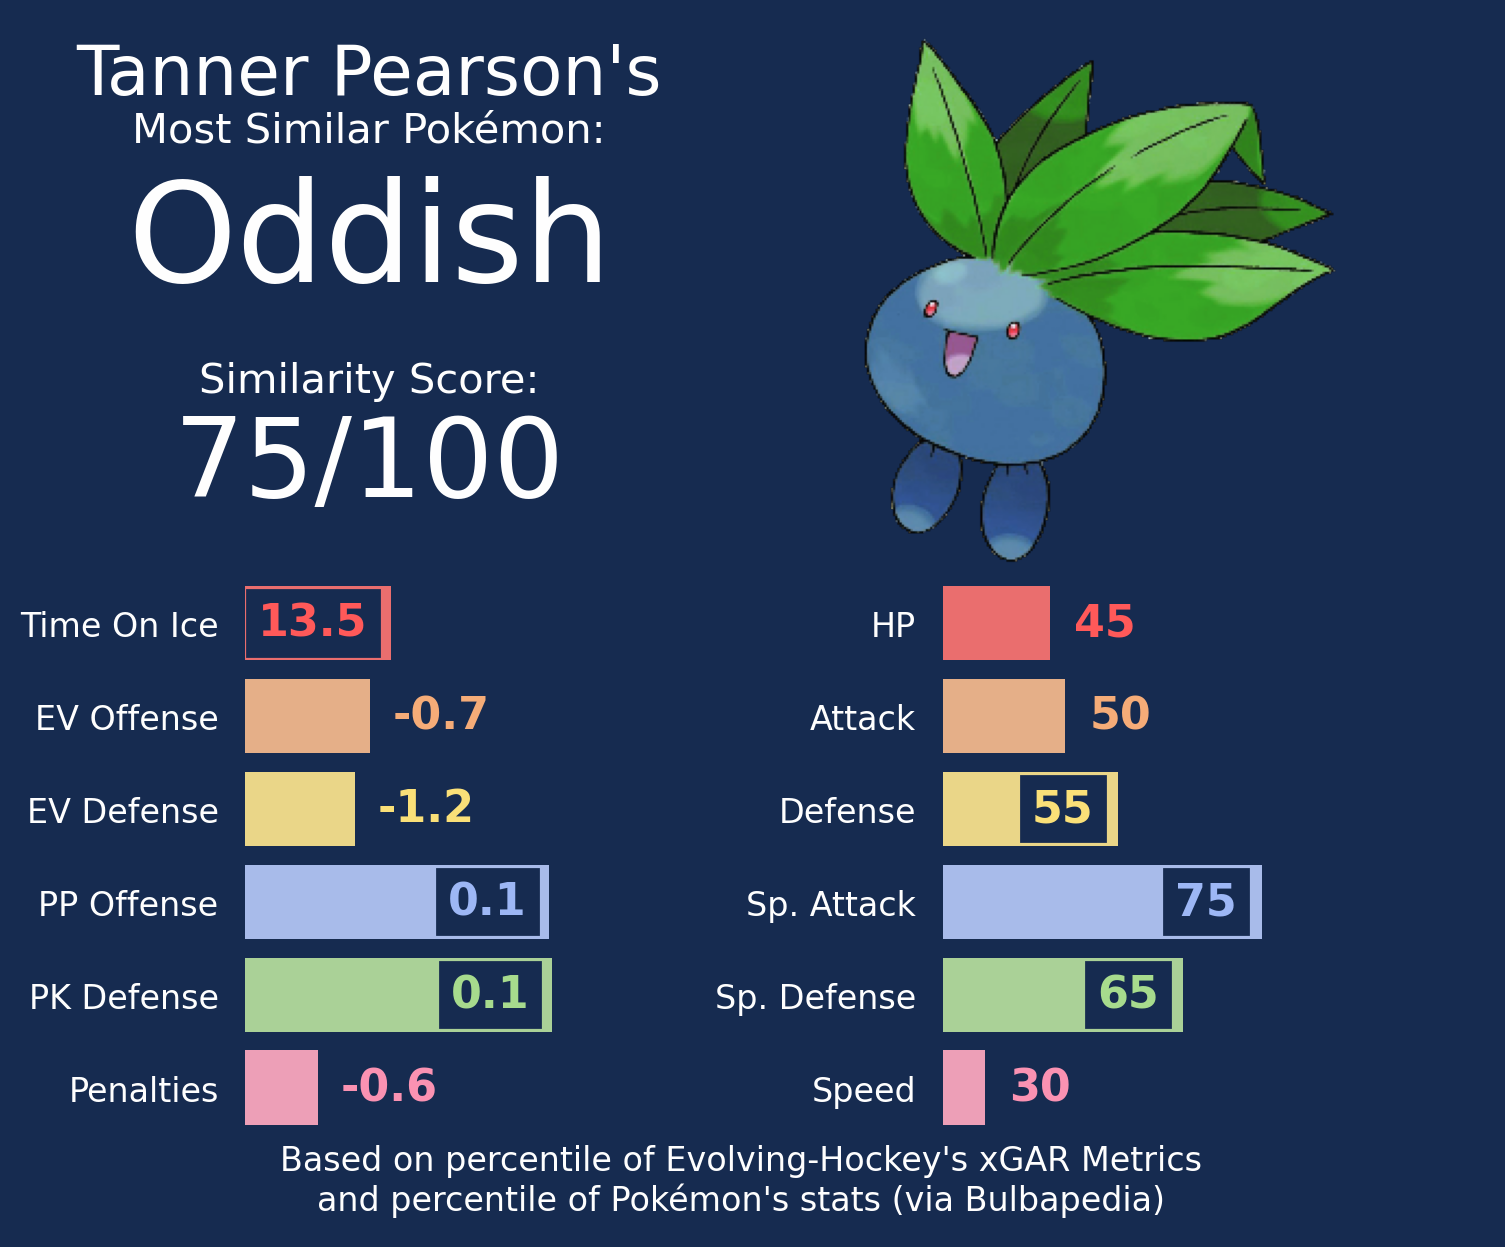 Tanner Pearson's
Most Similar Pokémon:
Oddish
Similarity Score:
75/100
Time On Ice 13.5
EV Offense -0.7
EV Defense -1.2
PP Offense 0.1
PK Defense 0.1
Penalties -0.6
HP 45
Attack 50
Defense 55
Sp. Attack 75
Sp. Defense 65
Speed 30
Based on percentile of Evolving-Hockey's xGAR Metrics
and percentile of Pokémon's stats (via Bulbapedia)